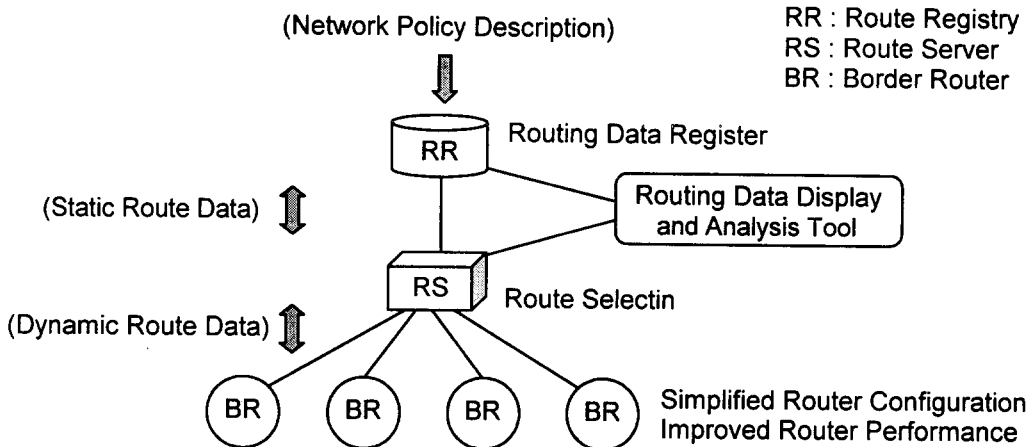 (Network Policy Description)
RR : Route Registry
RS : Route Server
BR : Border Router
RR
Routing Data Register
(Static Route Data)
Routing Data Display
and Analysis Tool
RS
Route Selectin
(Dynamic Route Data)
BR
BR
BR
BR
Simplified Router Configuration
Improved Router Performance